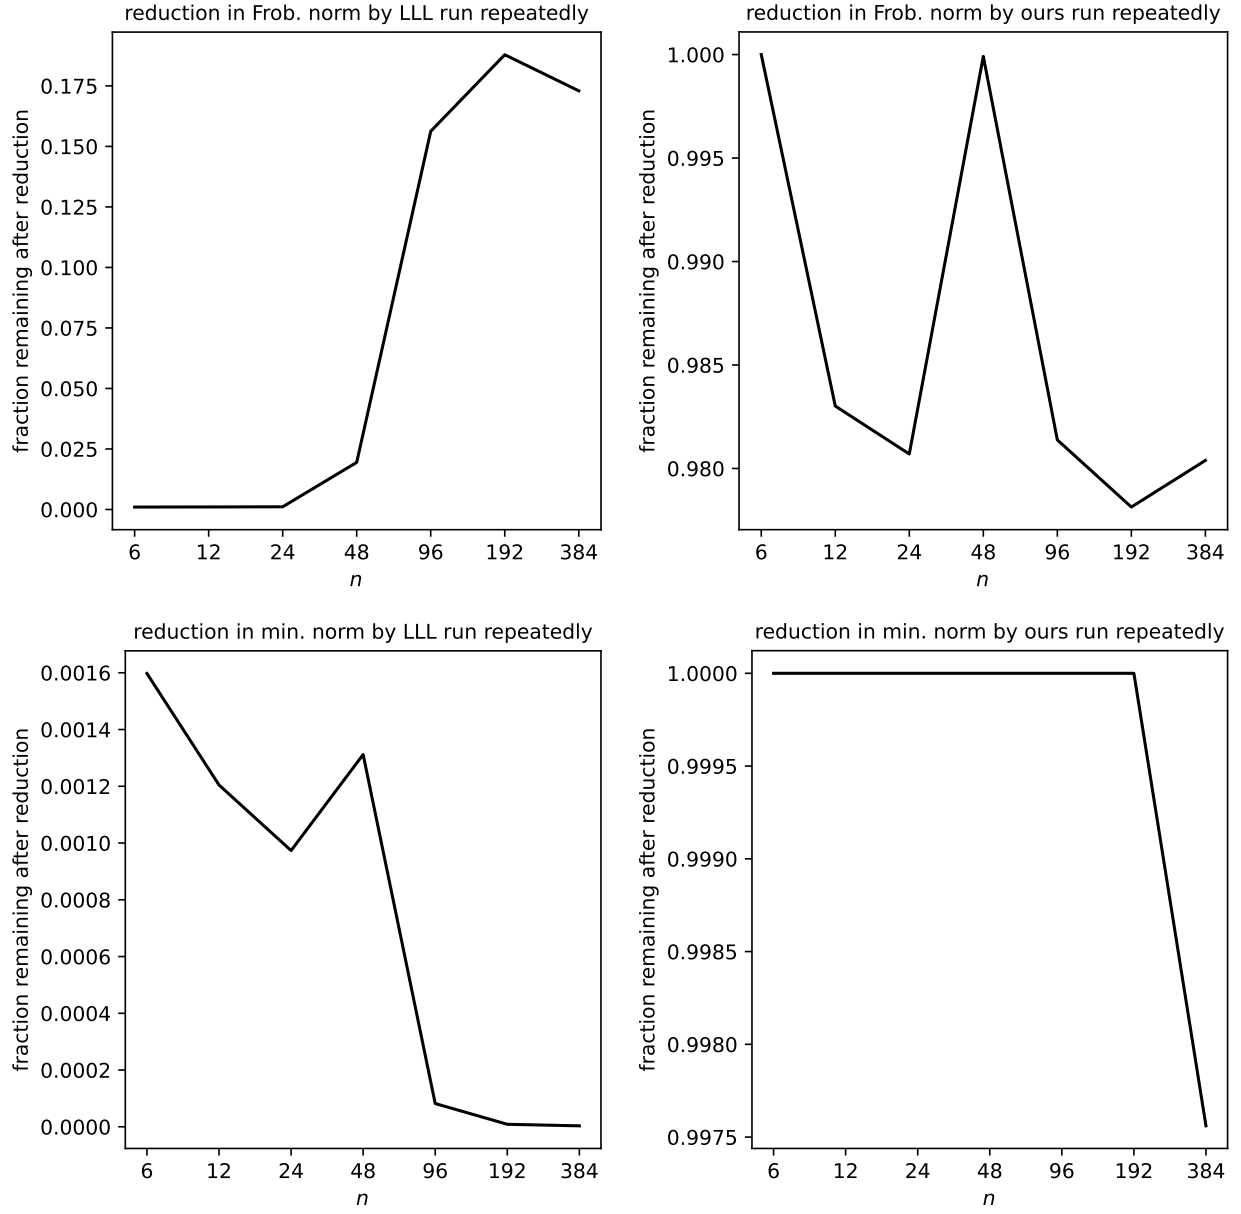 reduction in Frob. norm by LLL run repeatedly
fraction remaining after reduction
0.175
0.150
0.125
0.100
0.075
0.050
0.025
0.000
6 12 24 48 96 192 384
n
reduction in Frob. norm by ours run repeatedly
fraction remaining after reduction
1.000
0.995
0.990
0.985
0.980
6 12 24 48 96 192 384
n
reduction in min. norm by LLL run repeatedly
fraction remaining after reduction
0.0016
0.0014
0.0012
0.0010
0.0008
0.0006
0.0004
0.0002
0.0000
6 12 24 48 96 192 384
n
reduction in min. norm by ours run repeatedly
fraction remaining after reduction
1.0000
0.9995
0.9990
0.9985
0.9980
0.9975
6 12 24 48 96 192 384
n